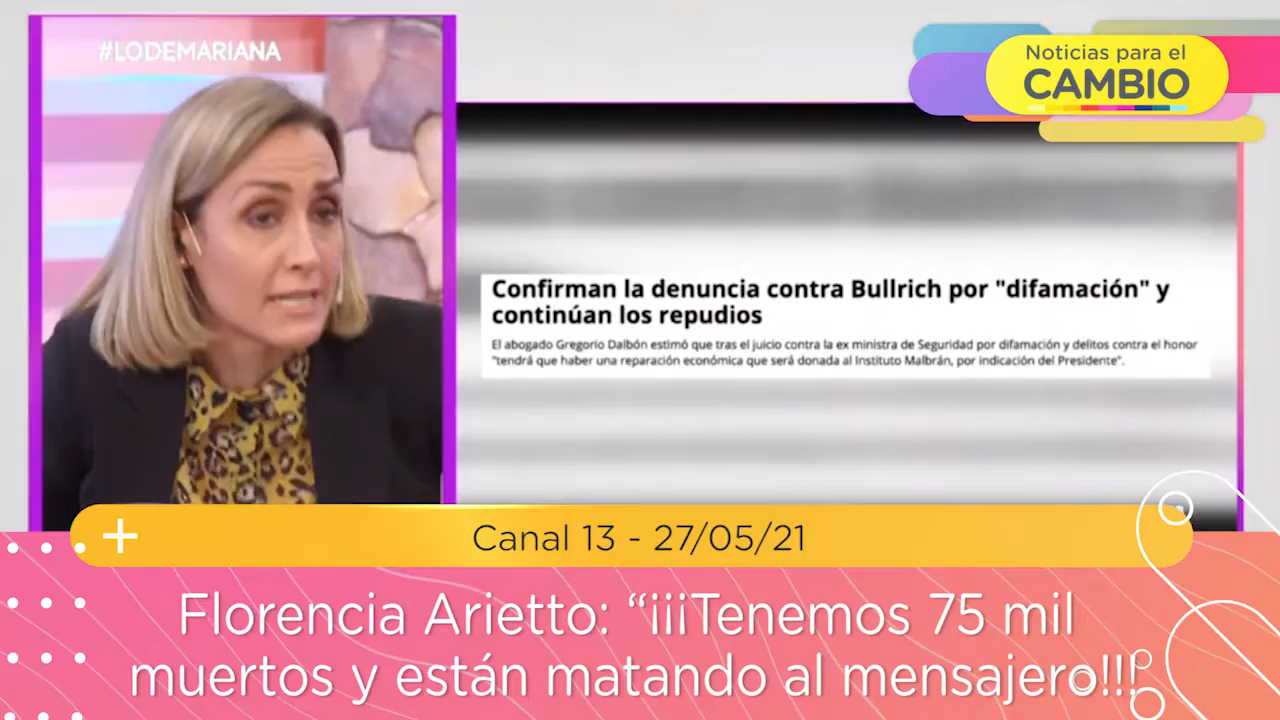 #LODEMARIANA
Noticias para el
CAMBIO
Confirman la denuncia contra Bullrich por "difamación" y
continúan los repudios
El abogado Gregorio Dalbón estimó que tras el juicio contra la ex ministra de Seguridad por difamación y delitos contra el honor
"tendrá que haber una reparación económica que será donada al Instituto Malbrán, por indicación del Presidente".
Canal 13 - 27/05/21
Florencia Arietto: “¡¡¡Tenemos 75 mil
muertos y están matando al mensajero!!!